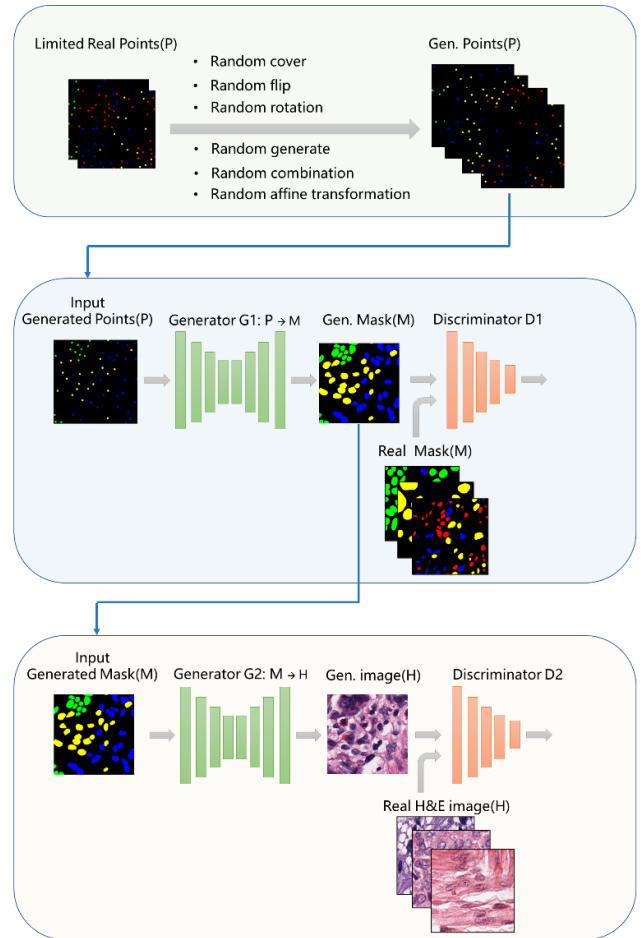 Limited Real Points(P)
• Random cover
• Random flip
• Random rotation
• Random generate
• Random combination
• Random affine transformation
Gen. Points(P)
Input
Generated Points(P)
Generator G1: P → M
Gen. Mask(M)
Discriminator D1
Real Mask(M)
Input
Generated Mask(M)
Generator G2: M → H
Gen. image(H)
Discriminator D2
Real H&E image(H)